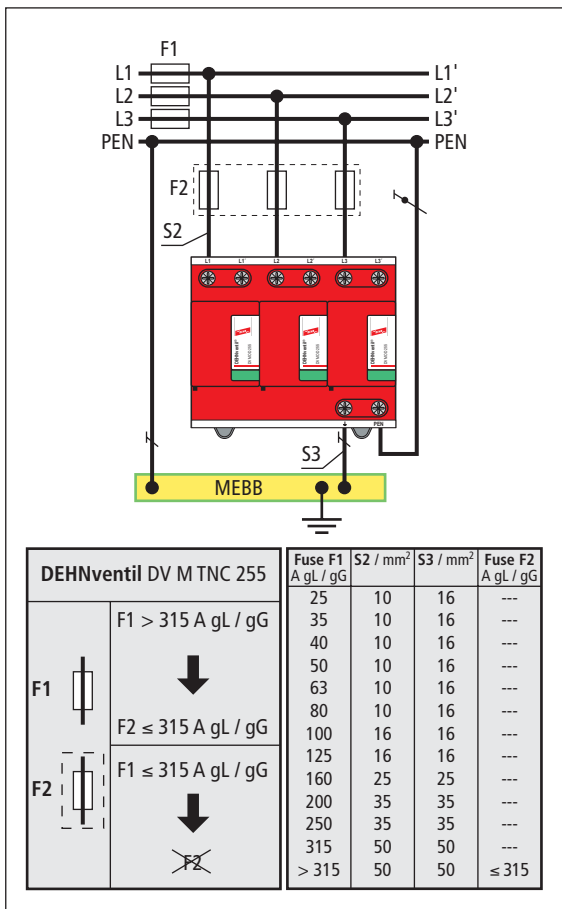 F1
L1 L1'
L2 L2'
L3 L3'
PEN PEN
F2
S2
L1 L1' L2 L2' L3 L3'
DEHNventil DEHNventil DEHNventil
PEN
S3
MEBB
DEHNventil DV M TNC 255
F1 > 315 A gL / gG
F1
F2 ≤ 315 A gL / gG
F2
F1 ≤ 315 A gL / gG
F2
Fuse F1 S2 / mm² S3 / mm² Fuse F2
A gL / gG A gL / gG
25 10 16 ---
35 10 16 ---
40 10 16 ---
50 10 16 ---
63 10 16 ---
80 10 16 ---
100 16 16 ---
125 16 16 ---
160 25 25 ---
200 35 35 ---
250 35 35 ---
315 50 50 ---
> 315 50 50 ≤ 315